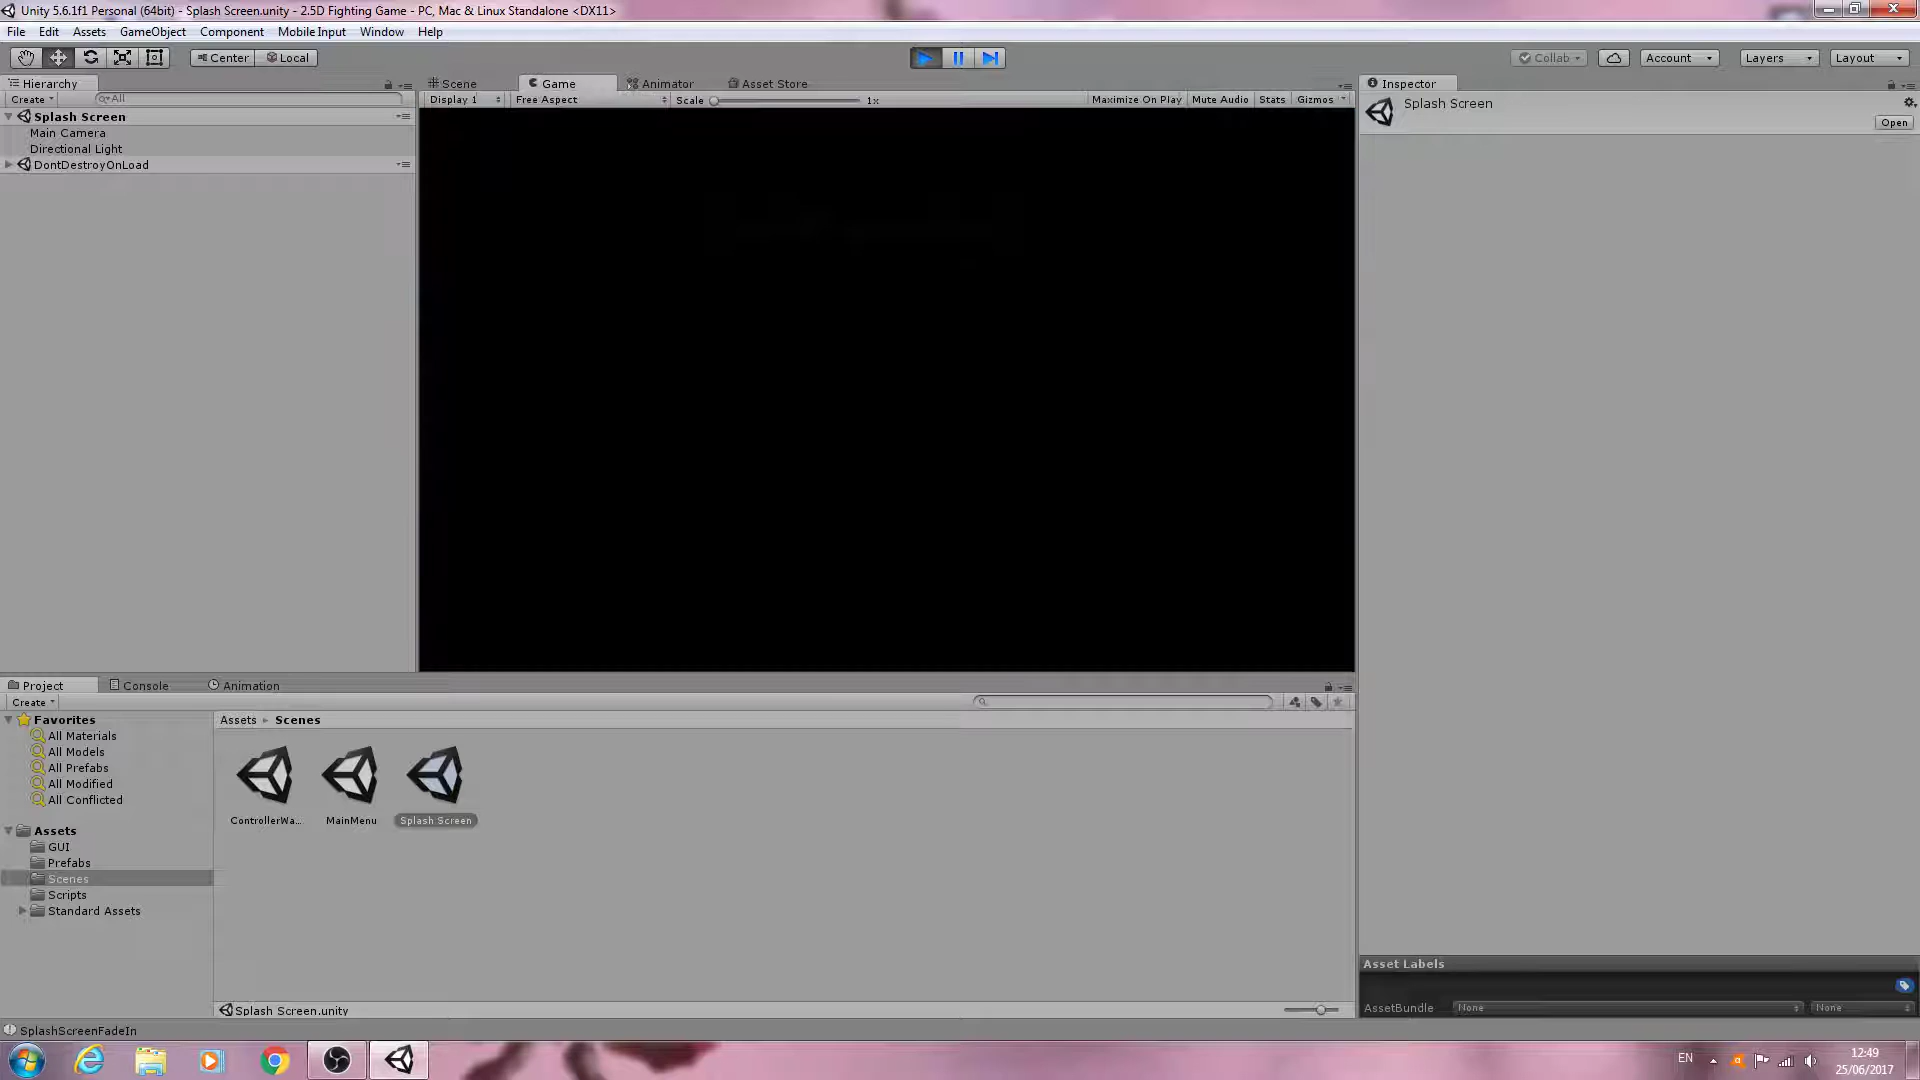 Unity 5.6.1f1 Personal (64bit) - Splash Screen.unity - 2.5D Fighting Game - PC, Mac & Linux Standalone <DX11>
File Edit Assets GameObject Component Mobile Input Window Help
Center Local Collab Account Layers Layout
Hierarchy Scene Game Animator Asset Store Inspector
Create All Display 1 Free Aspect Scale 1x Maximize On Play Mute Audio Stats Gizmos Splash Screen
Splash Screen Open
Main Camera
Directional Light
DontDestroyOnLoad
Project Console Animation
Create
Favorites Assets Scenes
All Materials
All Models
All Prefabs
All Modified
All Conflicted
ControllerWa... MainMenu Splash Screen
Assets
GUI
Prefabs
Scenes
Scripts
Standard Assets
Asset Labels
AssetBundle None None
Splash Screen.unity
SplashScreenFadeIn
EN 12:49
25/06/2017